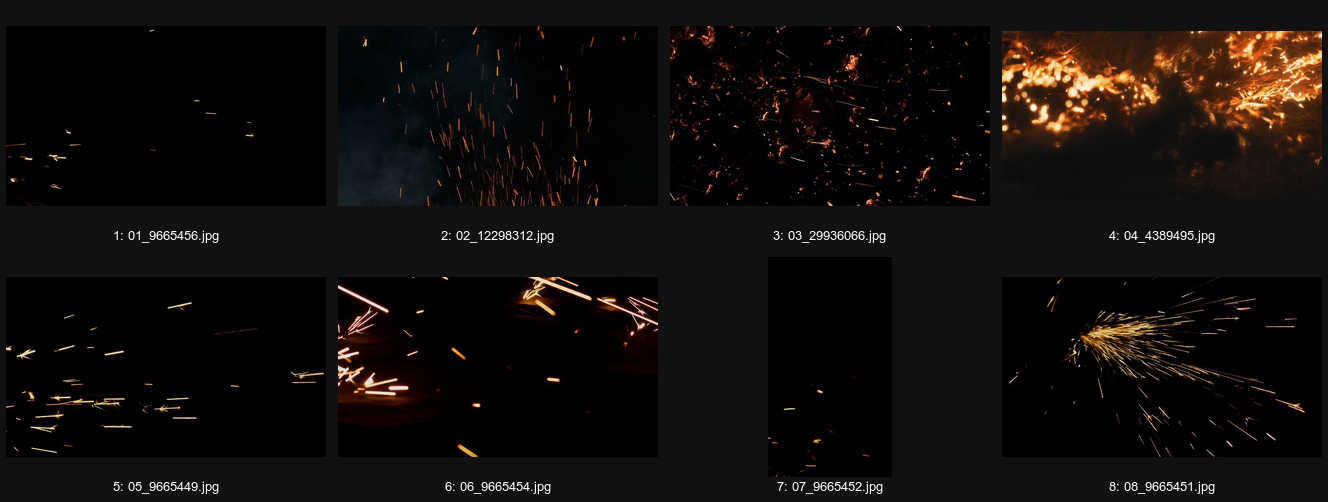 1: 01_9665456.jpg
2: 02_12298312.jpg
3: 03_29936066.jpg
4: 04_4389495.jpg
5: 05_9665449.jpg
6: 06_9665454.jpg
7: 07_9665452.jpg
8: 08_9665451.jpg